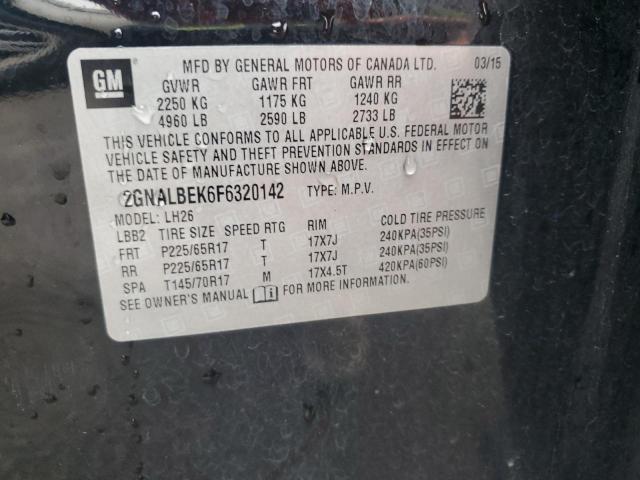 GM
MFD BY GENERAL MOTORS OF CANADA LTD. 03/15
GVWR GAWR FRT GAWR RR
2250 KG 1175 KG 1240 KG
4960 LB 2590 LB 2733 LB
THIS VEHICLE CONFORMS TO ALL APPLICABLE U.S. FEDERAL MOTOR
VEHICLE SAFETY AND THEFT PREVENTION STANDARDS IN EFFECT ON
THE DATE OF MANUFACTURE SHOWN ABOVE.
2GNALBEK6F6320142 TYPE: M.P.V.
MODEL: LH26
LBB2 TIRE SIZE SPEED RTG RIM COLD TIRE PRESSURE
FRT P225/65R17 T 17X7J 240KPA(35PSI)
RR P225/65R17 T 17X7J 240KPA(35PSI)
SPA T145/70R17 M 17X4.5T 420KPA(60PSI)
SEE OWNER'S MANUAL FOR MORE INFORMATION.